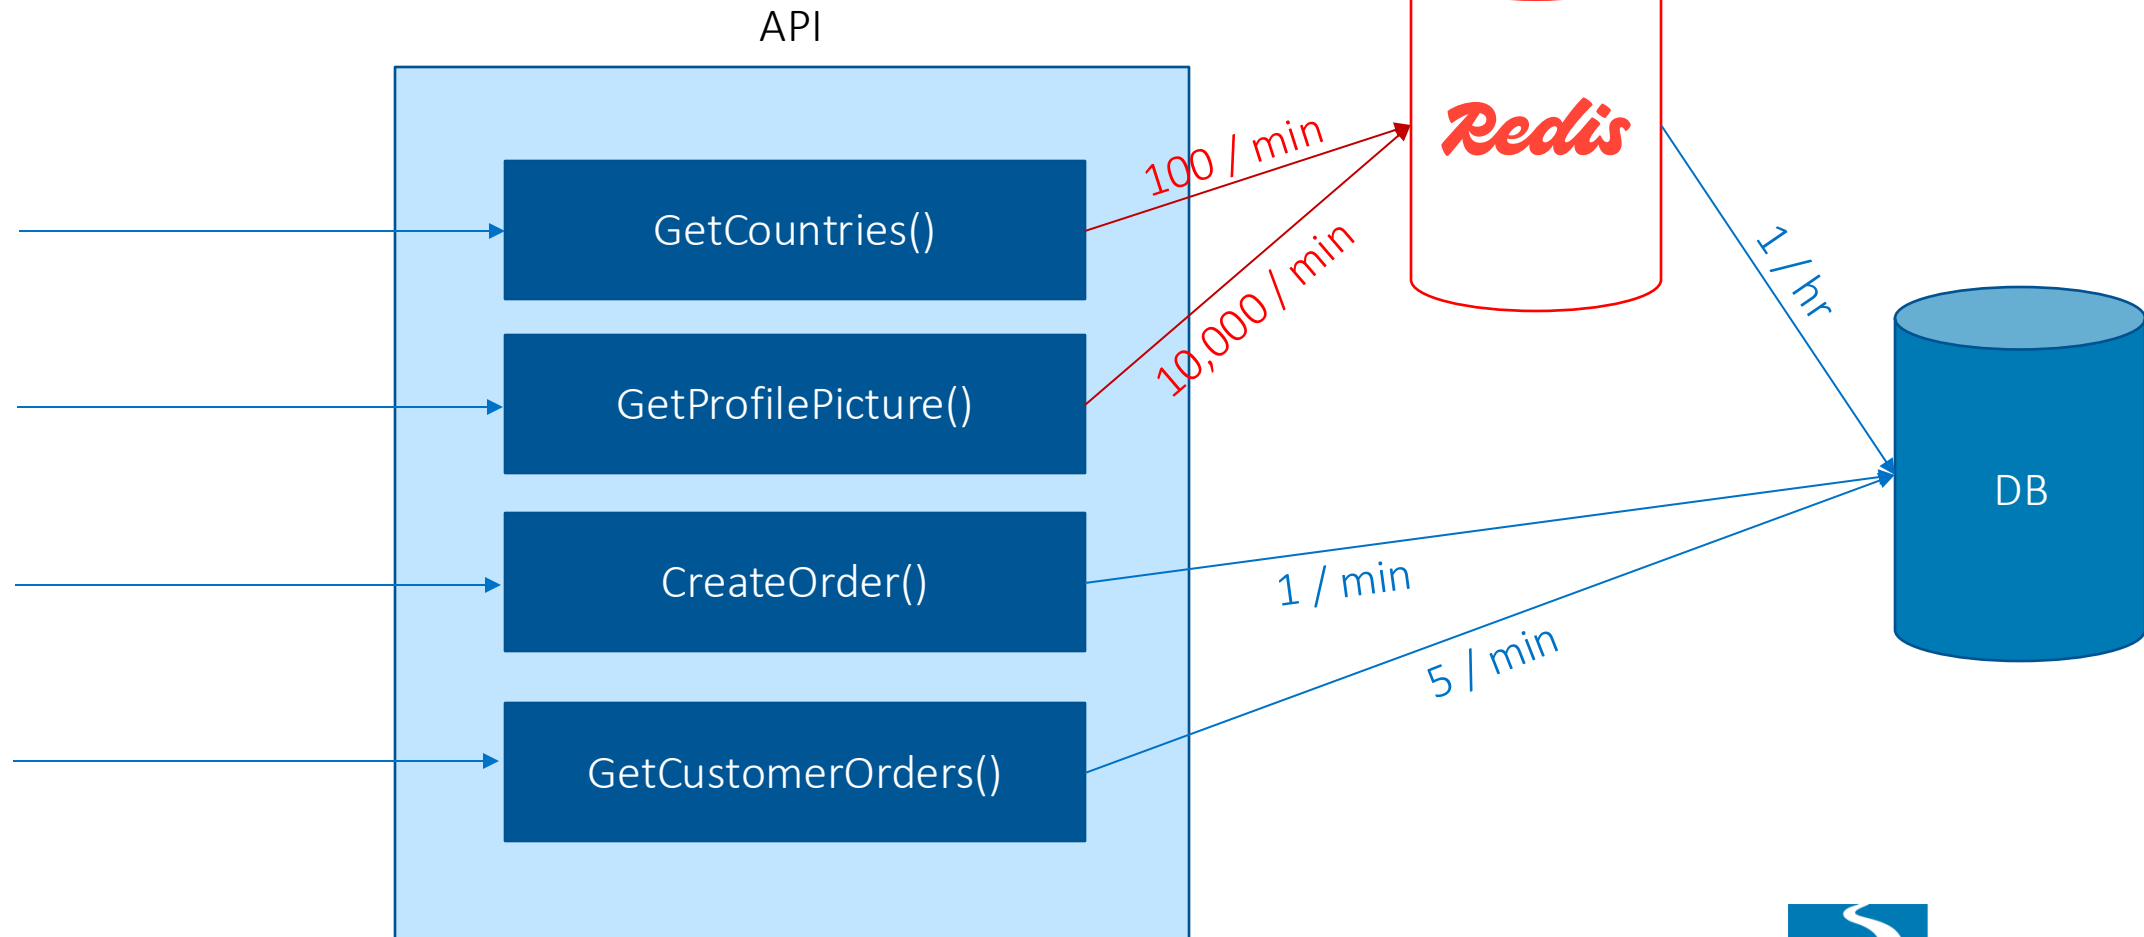 API
Redis
100 / min
GetCountries()
10,000 / min
1 / hr
GetProfilePicture()
DB
CreateOrder()
1 / min
5 / min
GetCustomerOrders()